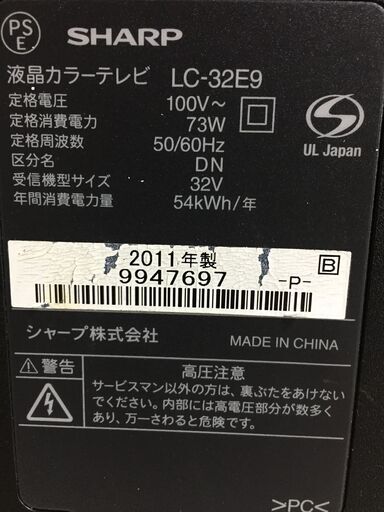 PS
E
SHARP
液晶カラーテレビ LC-32E9
定格電圧 100V～
定格消費電力 73W
定格周波数 50/60Hz
区分名 DN
受信機型サイズ 32V
年間消費電力量 54kWh/年
S
UL Japan
2011年製
9947697
-P-
B
シャープ株式会社
MADE IN CHINA
⚠警告
高圧注意
サービスマン以外の方は、裏ぶたをあけない
でください。内部には高電圧部分が数多く
あり、万一さわると危険です。
>PC<